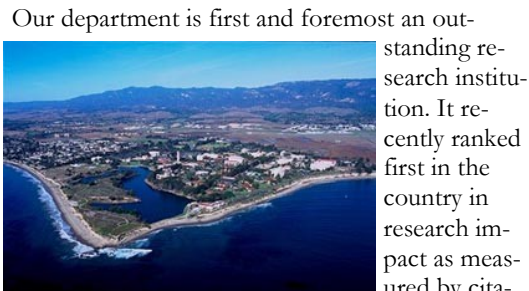 Our department is first and foremost an out-
standing re-
search institu-
tion. It re-
cently ranked
first in the
country in
research im-
pact as meas-
ured by cita-